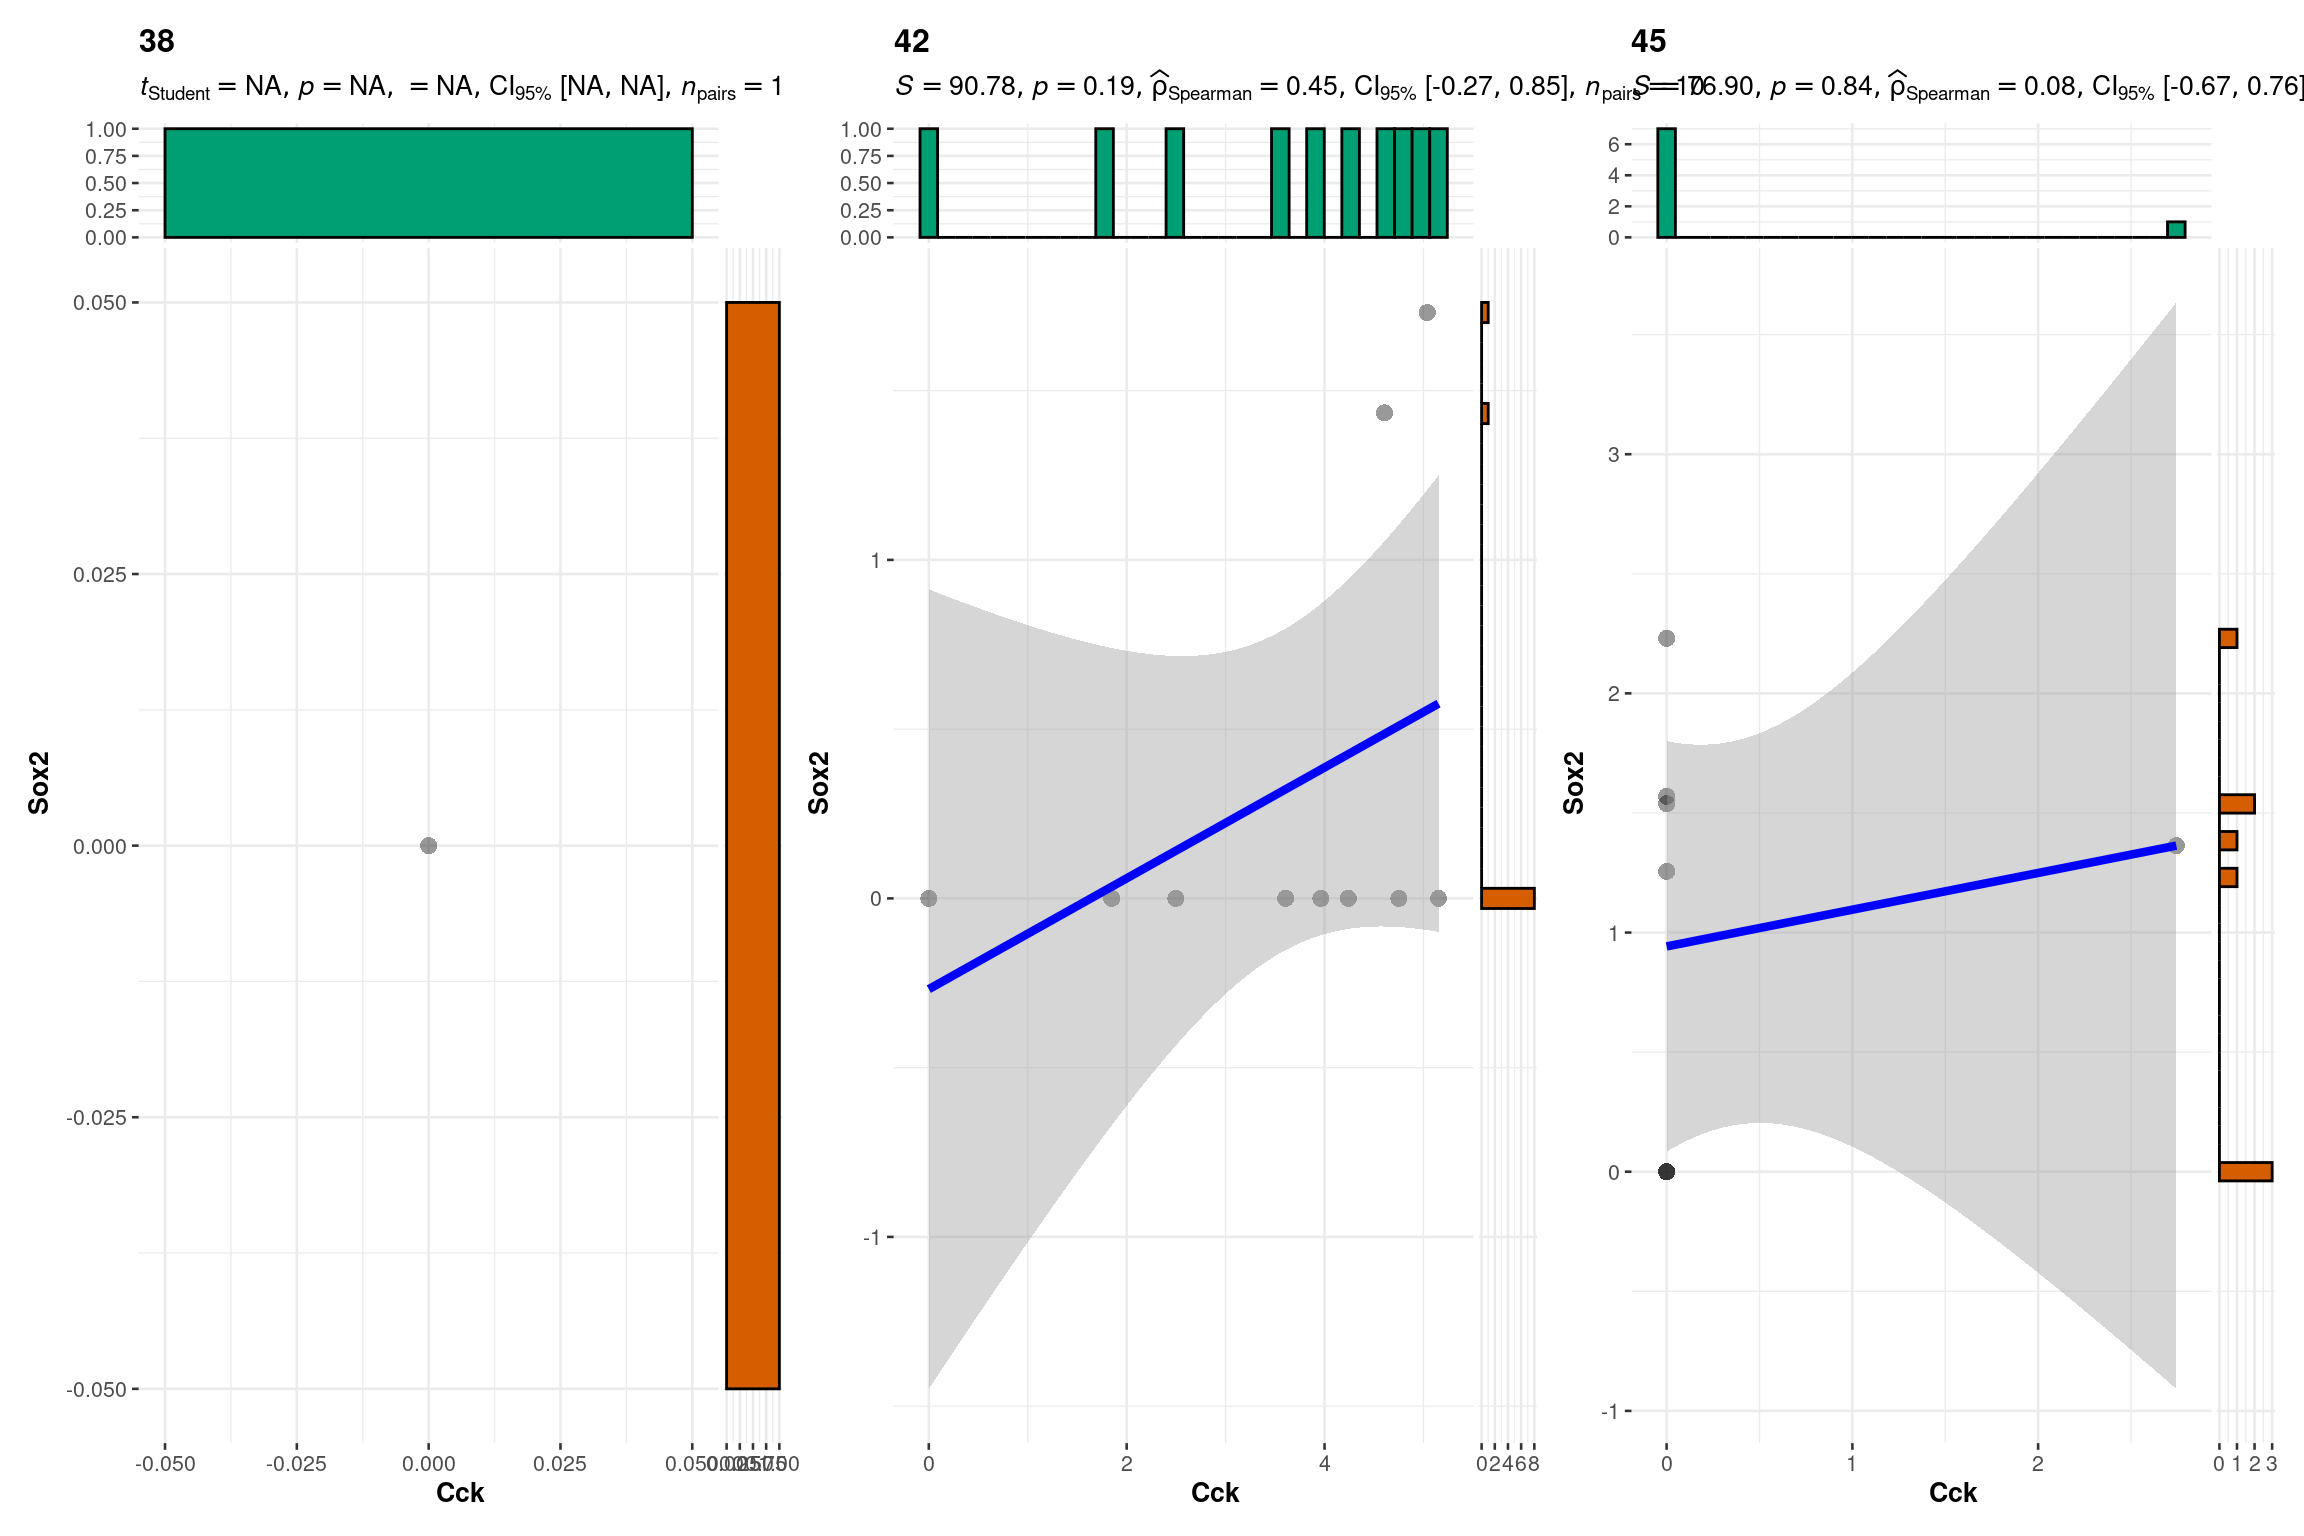 38 42 45
tStudent = NA, p = NA, = NA, CI95% [NA, NA], npairs = 1
S = 90.78, p = 0.19, ρ̂Spearman = 0.45, CI95% [-0.27, 0.85], npairs = 10
S = 76.90, p = 0.84, ρ̂Spearman = 0.08, CI95% [-0.67, 0.76]
1.00 1.00 6
0.75 0.75 4
0.50 0.50 2
0.25 0.25 0
0.00 0.00
0.050
0.025
0.000
-0.025
-0.050
1
0
-1
3
2
1
0
-1
Sox2 Sox2 Sox2
-0.050 -0.025 0.000 0.025 0.050
0 2 4
0 2 4 6 8
0 1 2
0 1 2 3
Cck Cck Cck